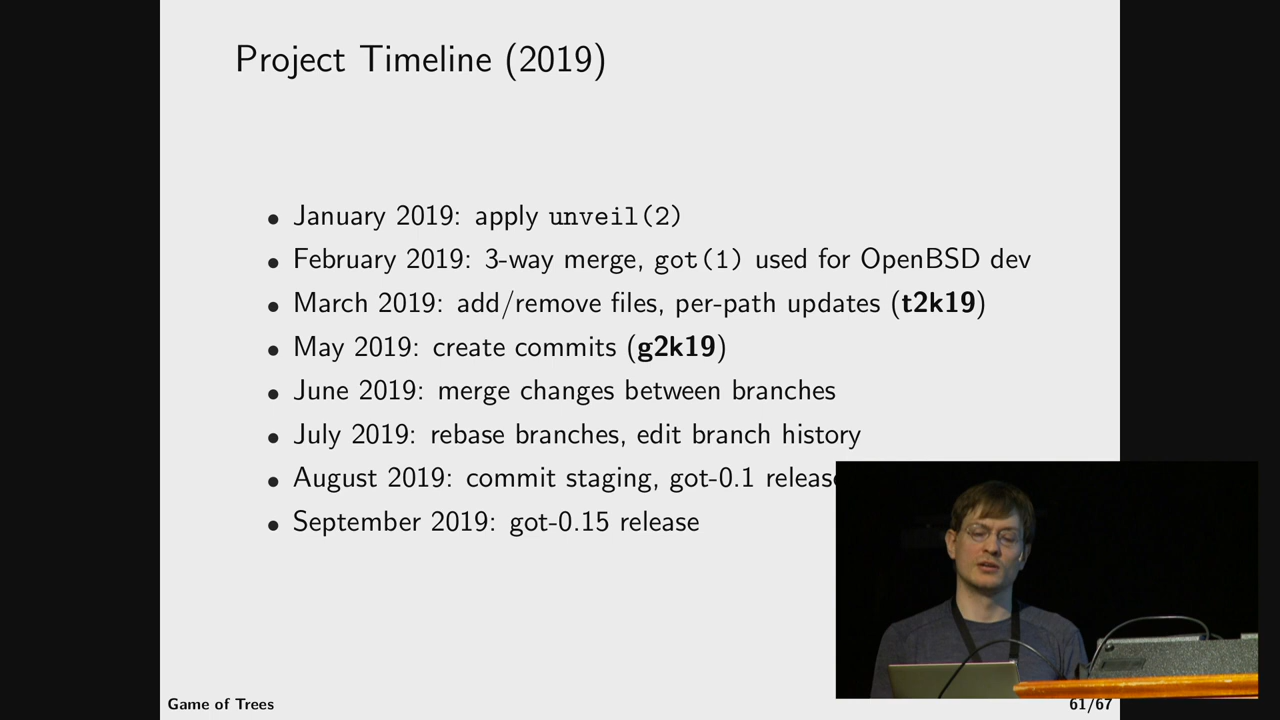 Project Timeline (2019)
• January 2019: apply unveil(2)
• February 2019: 3-way merge, got(1) used for OpenBSD dev
• March 2019: add/remove files, per-path updates (t2k19)
• May 2019: create commits (g2k19)
• June 2019: merge changes between branches
• July 2019: rebase branches, edit branch history
• August 2019: commit staging, got-0.1 release
• September 2019: got-0.15 release
Game of Trees
61/67